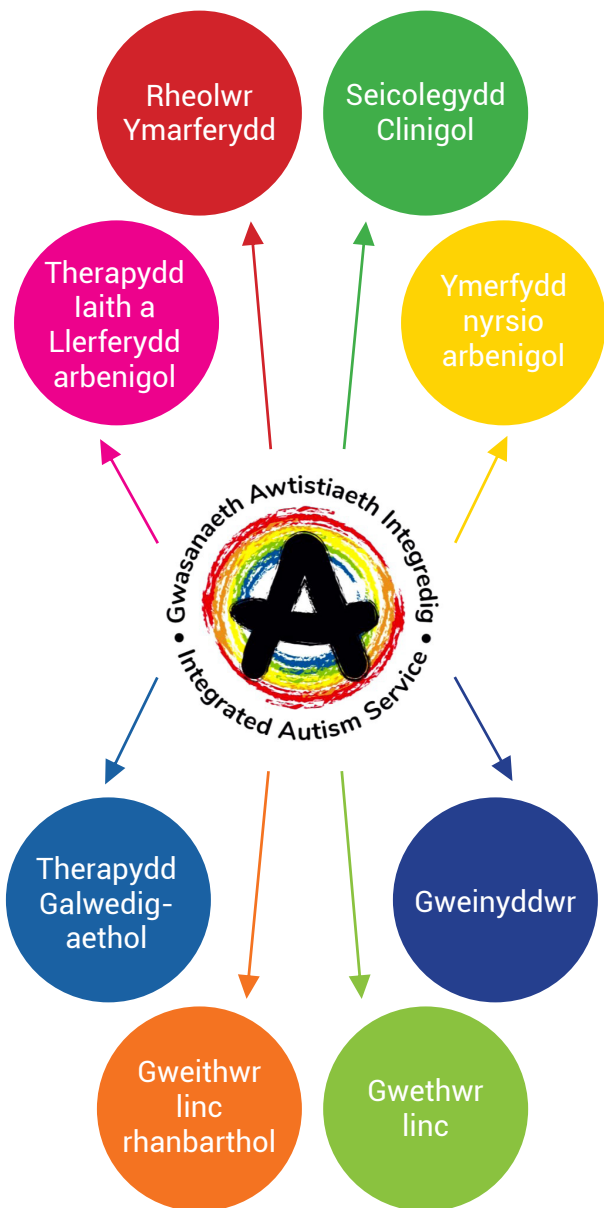 Rheolwr
Ymarferydd
Seicolegydd
Clinigol
Therapydd
Iaith a
Llerferydd
arbenigol
Ymerfydd
nyrsio
arbenigol
Gwasanaeth Awtistiaeth Integredig
• Integrated Autism Service •
Therapydd
Galwedig-
aethol
Gweinyddwr
Gweithwr
linc
rhanbarthol
Gwethwr
linc